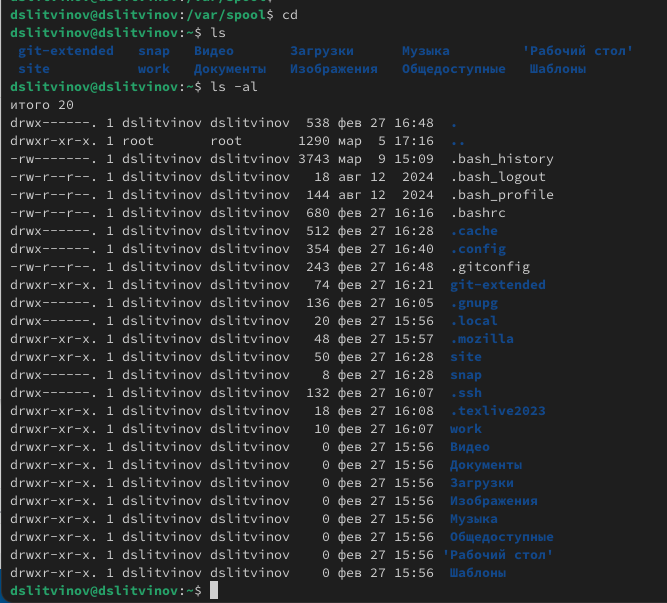 dslitvinov@dslitvinov:/var/spool$
dslitvinov@dslitvinov:/var/spool$ cd
dslitvinov@dslitvinov:~$ ls
git-extended snap Видео Загрузки Музыка 'Рабочий стол'
site work Документы Изображения Общедоступные Шаблоны
dslitvinov@dslitvinov:~$ ls -al
итого 20
drwx------. 1 dslitvinov dslitvinov 538 фев 27 16:48 .
drwxr-xr-x. 1 root root 1290 мар 5 17:16 ..
-rw-------. 1 dslitvinov dslitvinov 3743 мар 9 15:09 .bash_history
-rw-r--r--. 1 dslitvinov dslitvinov 18 авг 12 2024 .bash_logout
-rw-r--r--. 1 dslitvinov dslitvinov 144 авг 12 2024 .bash_profile
-rw-r--r--. 1 dslitvinov dslitvinov 680 фев 27 16:16 .bashrc
drwx------. 1 dslitvinov dslitvinov 512 фев 27 16:28 .cache
drwx------. 1 dslitvinov dslitvinov 354 фев 27 16:40 .config
-rw-r--r--. 1 dslitvinov dslitvinov 243 фев 27 16:48 .gitconfig
drwxr-xr-x. 1 dslitvinov dslitvinov 74 фев 27 16:21 git-extended
drwx------. 1 dslitvinov dslitvinov 136 фев 27 16:05 .gnupg
drwx------. 1 dslitvinov dslitvinov 20 фев 27 15:56 .local
drwxr-xr-x. 1 dslitvinov dslitvinov 48 фев 27 15:57 .mozilla
drwxr-xr-x. 1 dslitvinov dslitvinov 50 фев 27 16:28 site
drwx------. 1 dslitvinov dslitvinov 8 фев 27 16:28 snap
drwx------. 1 dslitvinov dslitvinov 132 фев 27 16:07 .ssh
drwxr-xr-x. 1 dslitvinov dslitvinov 18 фев 27 16:08 .texlive2023
drwxr-xr-x. 1 dslitvinov dslitvinov 10 фев 27 16:07 work
drwxr-xr-x. 1 dslitvinov dslitvinov 0 фев 27 15:56 Видео
drwxr-xr-x. 1 dslitvinov dslitvinov 0 фев 27 15:56 Документы
drwxr-xr-x. 1 dslitvinov dslitvinov 0 фев 27 15:56 Загрузки
drwxr-xr-x. 1 dslitvinov dslitvinov 0 фев 27 15:56 Изображения
drwxr-xr-x. 1 dslitvinov dslitvinov 0 фев 27 15:56 Музыка
drwxr-xr-x. 1 dslitvinov dslitvinov 0 фев 27 15:56 Общедоступные
drwxr-xr-x. 1 dslitvinov dslitvinov 0 фев 27 15:56 'Рабочий стол'
drwxr-xr-x. 1 dslitvinov dslitvinov 0 фев 27 15:56 Шаблоны
dslitvinov@dslitvinov:~$